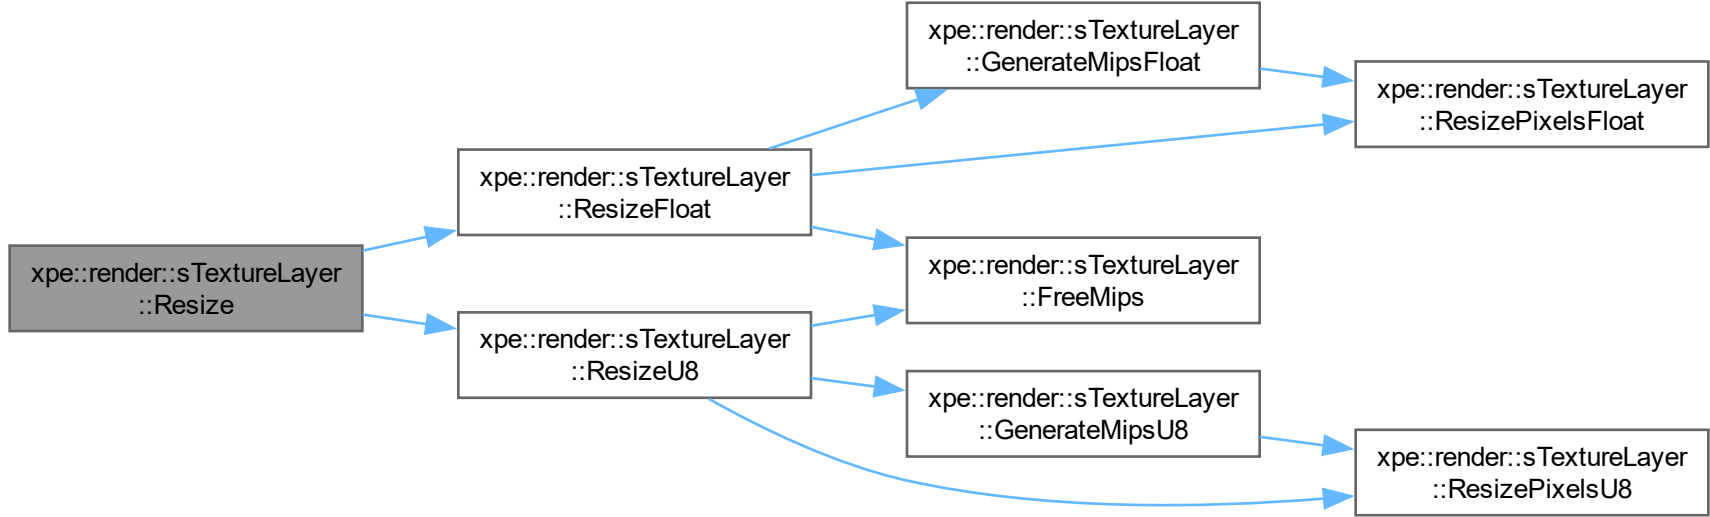 xpe::render::sTextureLayer
::Resize
xpe::render::sTextureLayer
::ResizeFloat
xpe::render::sTextureLayer
::GenerateMipsFloat
xpe::render::sTextureLayer
::ResizePixelsFloat
xpe::render::sTextureLayer
::FreeMips
xpe::render::sTextureLayer
::ResizeU8
xpe::render::sTextureLayer
::GenerateMipsU8
xpe::render::sTextureLayer
::ResizePixelsU8